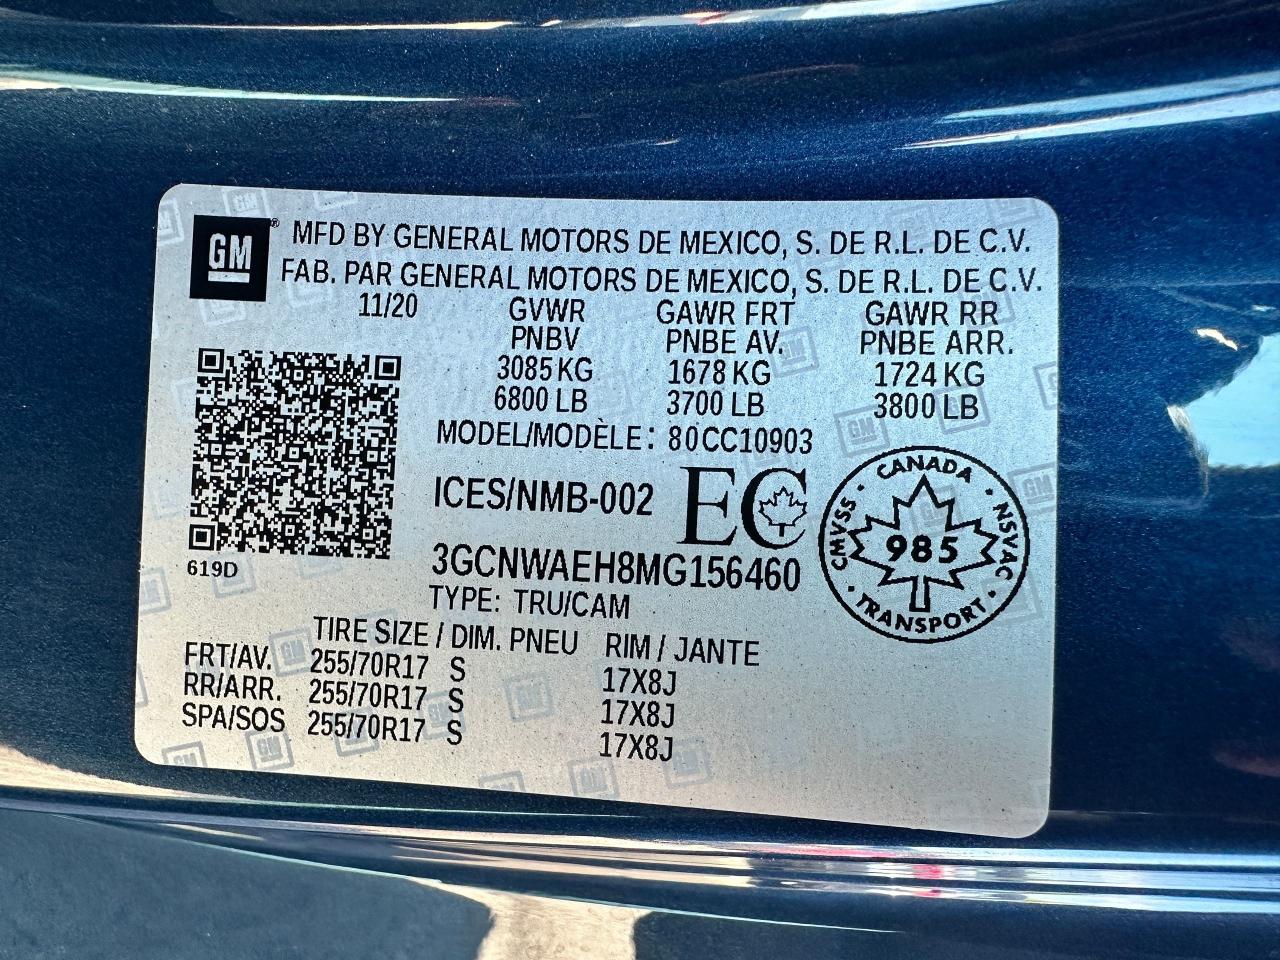 GM® MFD BY GENERAL MOTORS DE MEXICO, S. DE R.L. DE C.V.
FAB. PAR GENERAL MOTORS DE MEXICO, S. DE R.L. DE C.V.
11/20 GVWR GAWR FRT GAWR RR
PNBV PNBE AV. PNBE ARR.
3085 KG 1678 KG 1724 KG
6800 LB 3700 LB 3800 LB
MODEL/MODÈLE: 80CC10903
ICES/NMB-002 EC
CANADA · NSVAC · TRANSPORT · CMVSS ·
985
3GCNWAEH8MG156460
619D
TYPE: TRU/CAM
TIRE SIZE / DIM. PNEU RIM / JANTE
FRT/AV. 255/70R17 S 17X8J
RR/ARR. 255/70R17 S 17X8J
SPA/SOS 255/70R17 S 17X8J